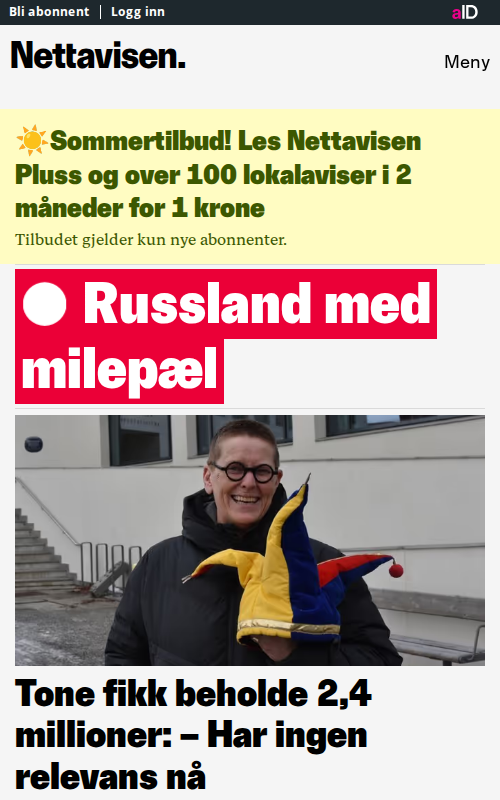 Bli abonnent | Logg inn
aID
Nettavisen.
Meny
☀️Sommertilbud! Les Nettavisen
Pluss og over 100 lokalaviser i 2
måneder for 1 krone
Tilbudet gjelder kun nye abonnenter.
Russland med
milepæl
Tone fikk beholde 2,4
millioner: – Har ingen
relevans nå